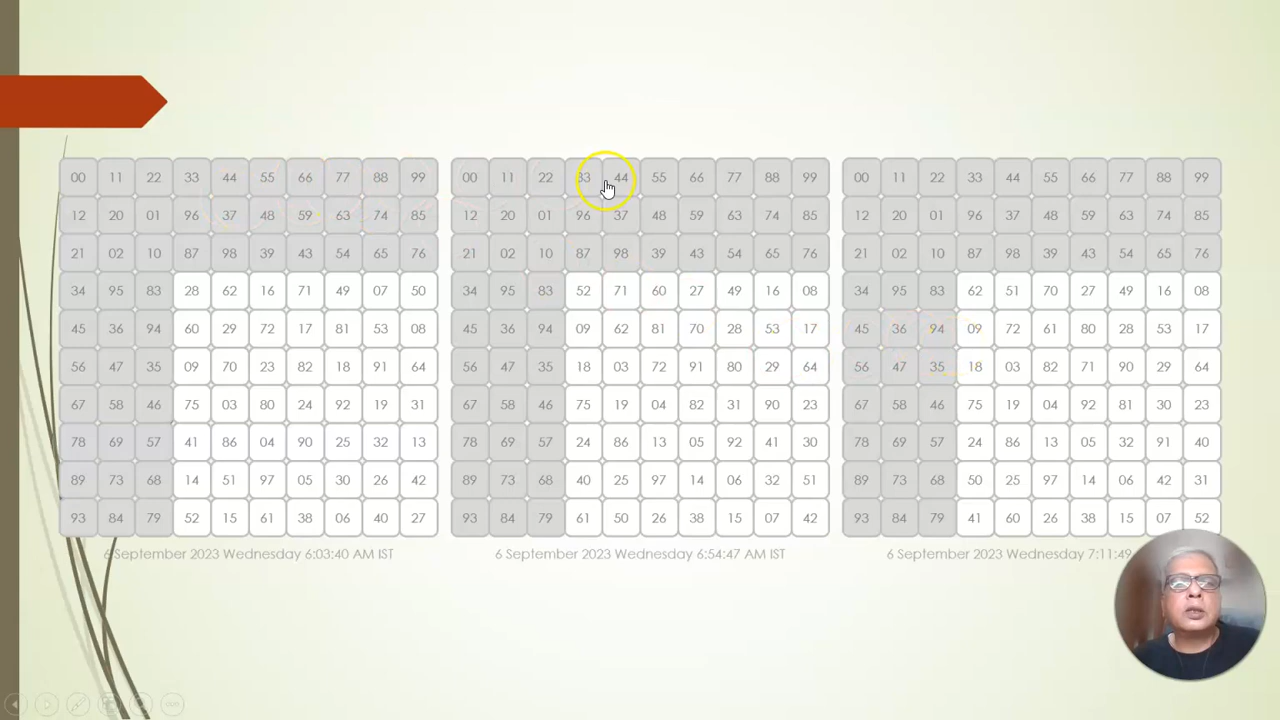 00 11 22 33 44 55 66 77 88 99
12 20 01 96 37 48 59 63 74 85
21 02 10 87 98 39 43 54 65 76
34 95 83 28 62 16 71 49 07 50
45 36 94 60 29 72 17 81 53 08
56 47 35 09 70 23 82 18 91 64
67 58 46 75 03 80 24 92 19 31
78 69 57 41 86 04 90 25 32 13
89 73 68 14 51 97 05 30 26 42
93 84 79 52 15 61 38 06 40 27
6 September 2023 Wednesday 6:03:40 AM IST
00 11 22 33 44 55 66 77 88 99
12 20 01 96 37 48 59 63 74 85
21 02 10 87 98 39 43 54 65 76
34 95 83 52 71 60 27 49 16 08
45 36 94 09 62 81 70 28 53 17
56 47 35 18 03 72 91 80 29 64
67 58 46 75 19 04 82 31 90 23
78 69 57 24 86 13 05 92 41 30
89 73 68 40 25 97 14 06 32 51
93 84 79 61 50 26 38 15 07 42
6 September 2023 Wednesday 6:54:47 AM IST
00 11 22 33 44 55 66 77 88 99
12 20 01 96 37 48 59 63 74 85
21 02 10 87 98 39 43 54 65 76
34 95 83 62 51 70 27 49 16 08
45 36 94 09 72 61 80 28 53 17
56 47 35 18 03 82 71 90 29 64
67 58 46 75 19 04 92 81 30 23
78 69 57 24 86 13 05 32 91 40
89 73 68 50 25 97 14 06 42 31
93 84 79 41 60 26 38 15 07 52
6 September 2023 Wednesday 7:11:49